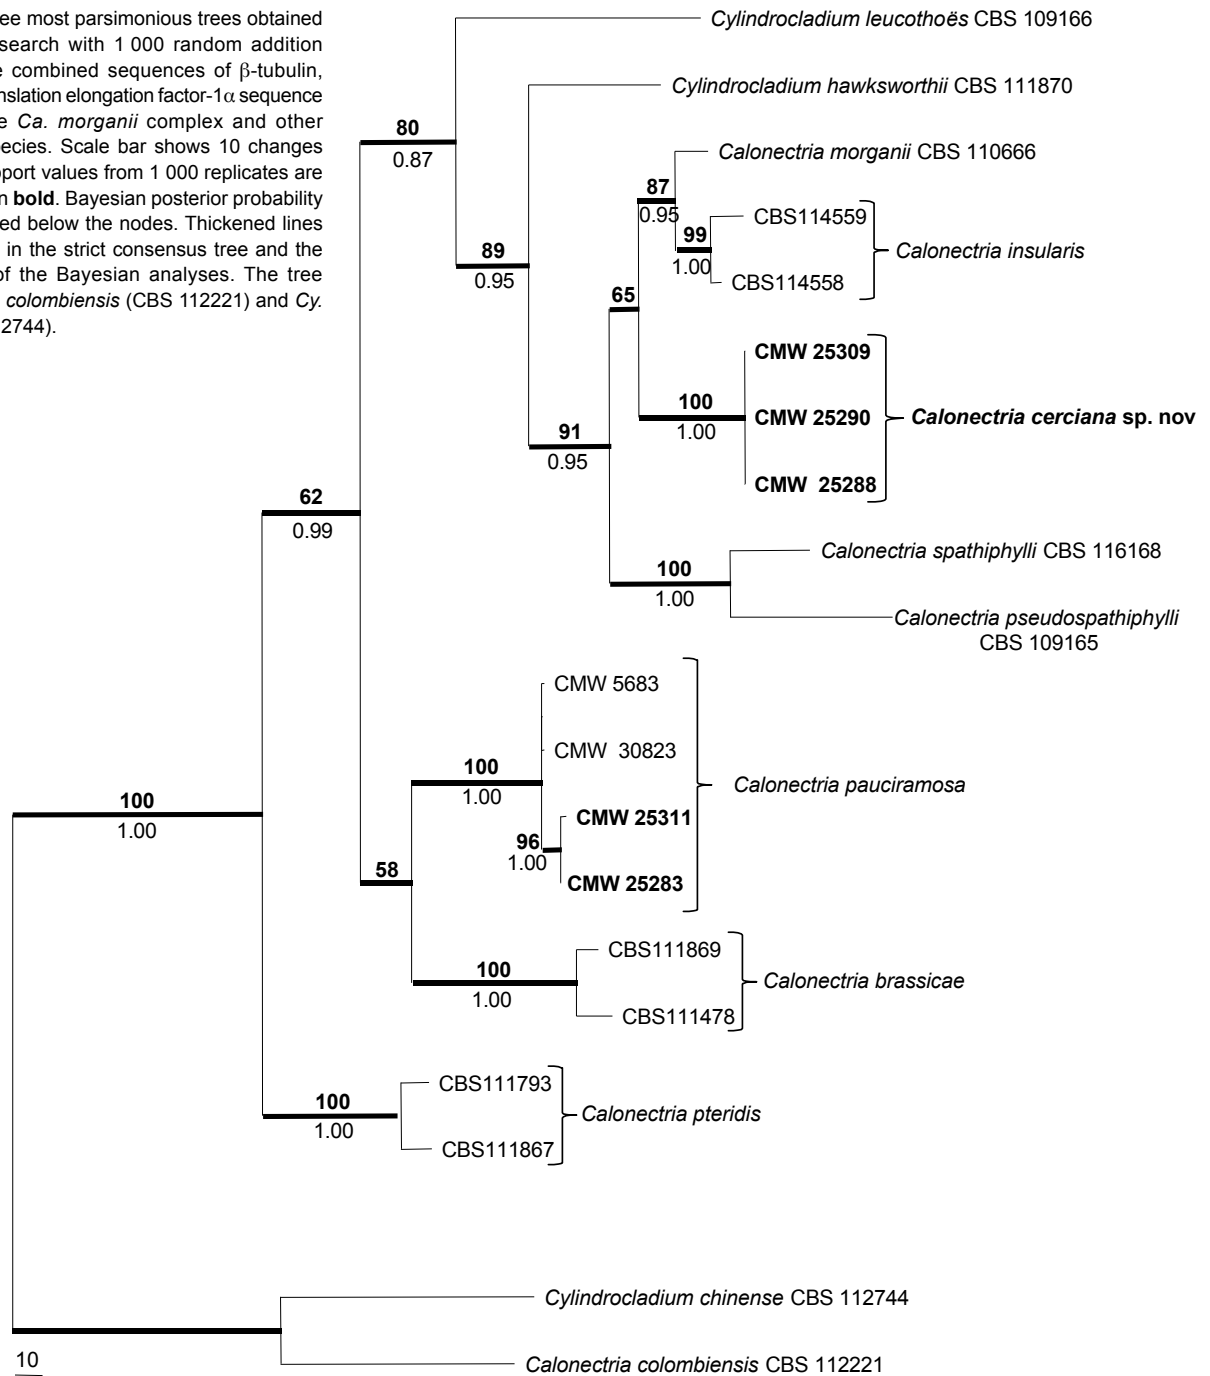 ee most parsimonious trees obtained
search with 1 000 random addition
e combined sequences of β-tubulin,
nslation elongation factor-1α sequence
e Ca. morganii complex and other
pecies. Scale bar shows 10 changes
port values from 1 000 replicates are
n bold. Bayesian posterior probability
ed below the nodes. Thickened lines
in the strict consensus tree and the
of the Bayesian analyses. The tree
colombiensis (CBS 112221) and Cy.
2744).
Cylindrocladium leucothoës CBS 109166
Cylindrocladium hawksworthii CBS 111870
80
0.87
Calonectria morganii CBS 110666
87
0.95
CBS114559
99
1.00
Calonectria insularis
CBS114558
89
0.95
65
CMW 25309
100
1.00
CMW 25290
Calonectria cerciana sp. nov
CMW 25288
91
0.95
62
0.99
Calonectria spathiphylli CBS 116168
100
1.00
Calonectria pseudospathiphylli
CBS 109165
CMW 5683
CMW 30823
100
1.00
Calonectria pauciramosa
100
1.00
CMW 25311
96
1.00
CMW 25283
58
CBS111869
100
1.00
Calonectria brassicae
CBS111478
CBS111793
100
1.00
Calonectria pteridis
CBS111867
Cylindrocladium chinense CBS 112744
10
Calonectria colombiensis CBS 112221